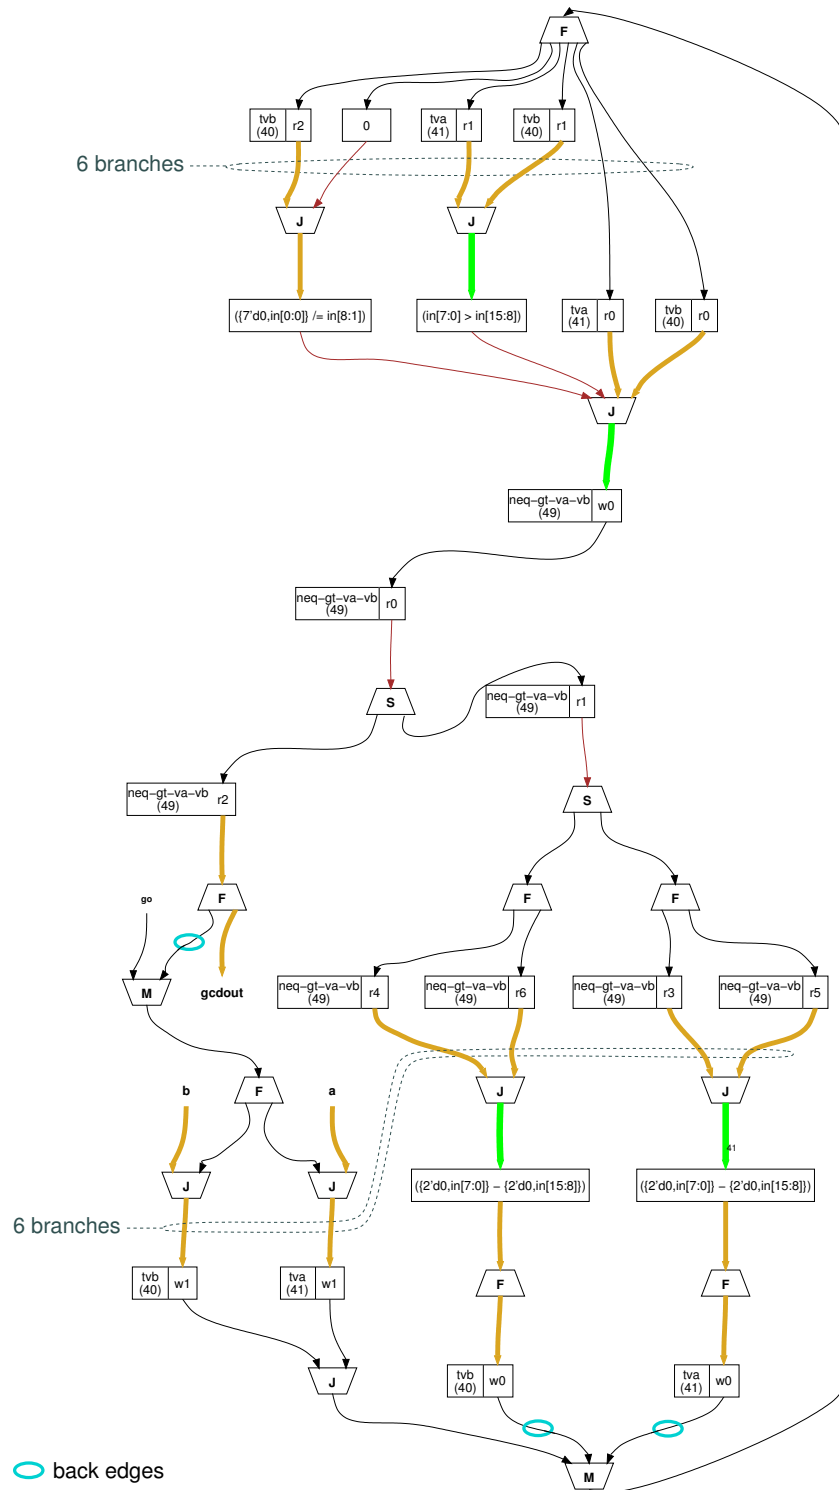 F
tvb
(40)
r2
0
tva
(41)
r1
tvb
(40)
r1
6 branches
J
J
({7'd0,in[0:0]} /= in[8:1])
(in[7:0] > in[15:8])
tva
(41)
r0
tvb
(40)
r0
J
neq−gt−va−vb
(49)
w0
neq−gt−va−vb
(49)
r0
S
neq−gt−va−vb
(49)
r1
neq−gt−va−vb
(49)
r2
S
go
F
F
F
M
gcdout
neq−gt−va−vb
(49)
r4
neq−gt−va−vb
(49)
r6
neq−gt−va−vb
(49)
r3
neq−gt−va−vb
(49)
r5
b
F
a
J
J
41
J
J
({2'd0,in[7:0]} − {2'd0,in[15:8]})
({2'd0,in[7:0]} − {2'd0,in[15:8]})
6 branches
tvb
(40)
w1
tva
(41)
w1
F
F
J
tvb
(40)
w0
tva
(41)
w0
back edges
M